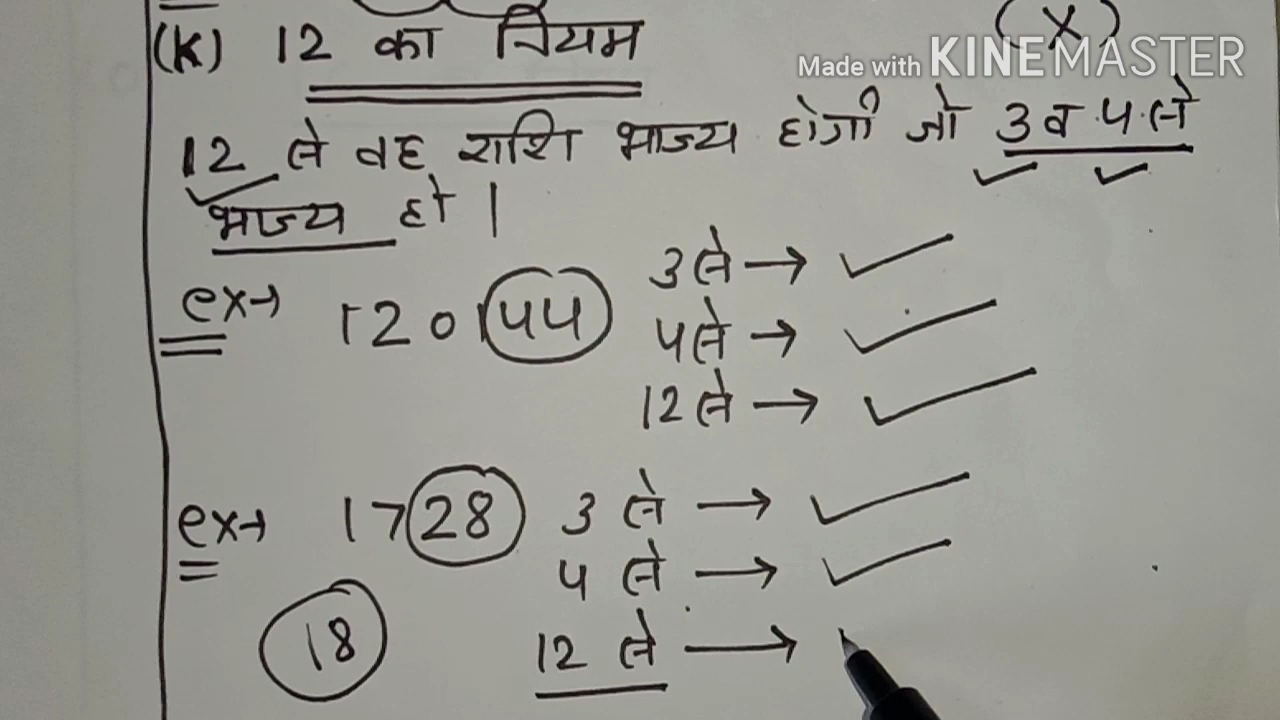 (K) 12 का नियम
(X)
Made with KINEMASTER
12 से वह राशि भाज्य होगी जो 3 व 4 से
भाज्य हो |
ex→ 12044 3 से → ✓
4 से → ✓
12 से → ✓
ex→ 1728 3 से → ✓
4 से → ✓
18 12 से →